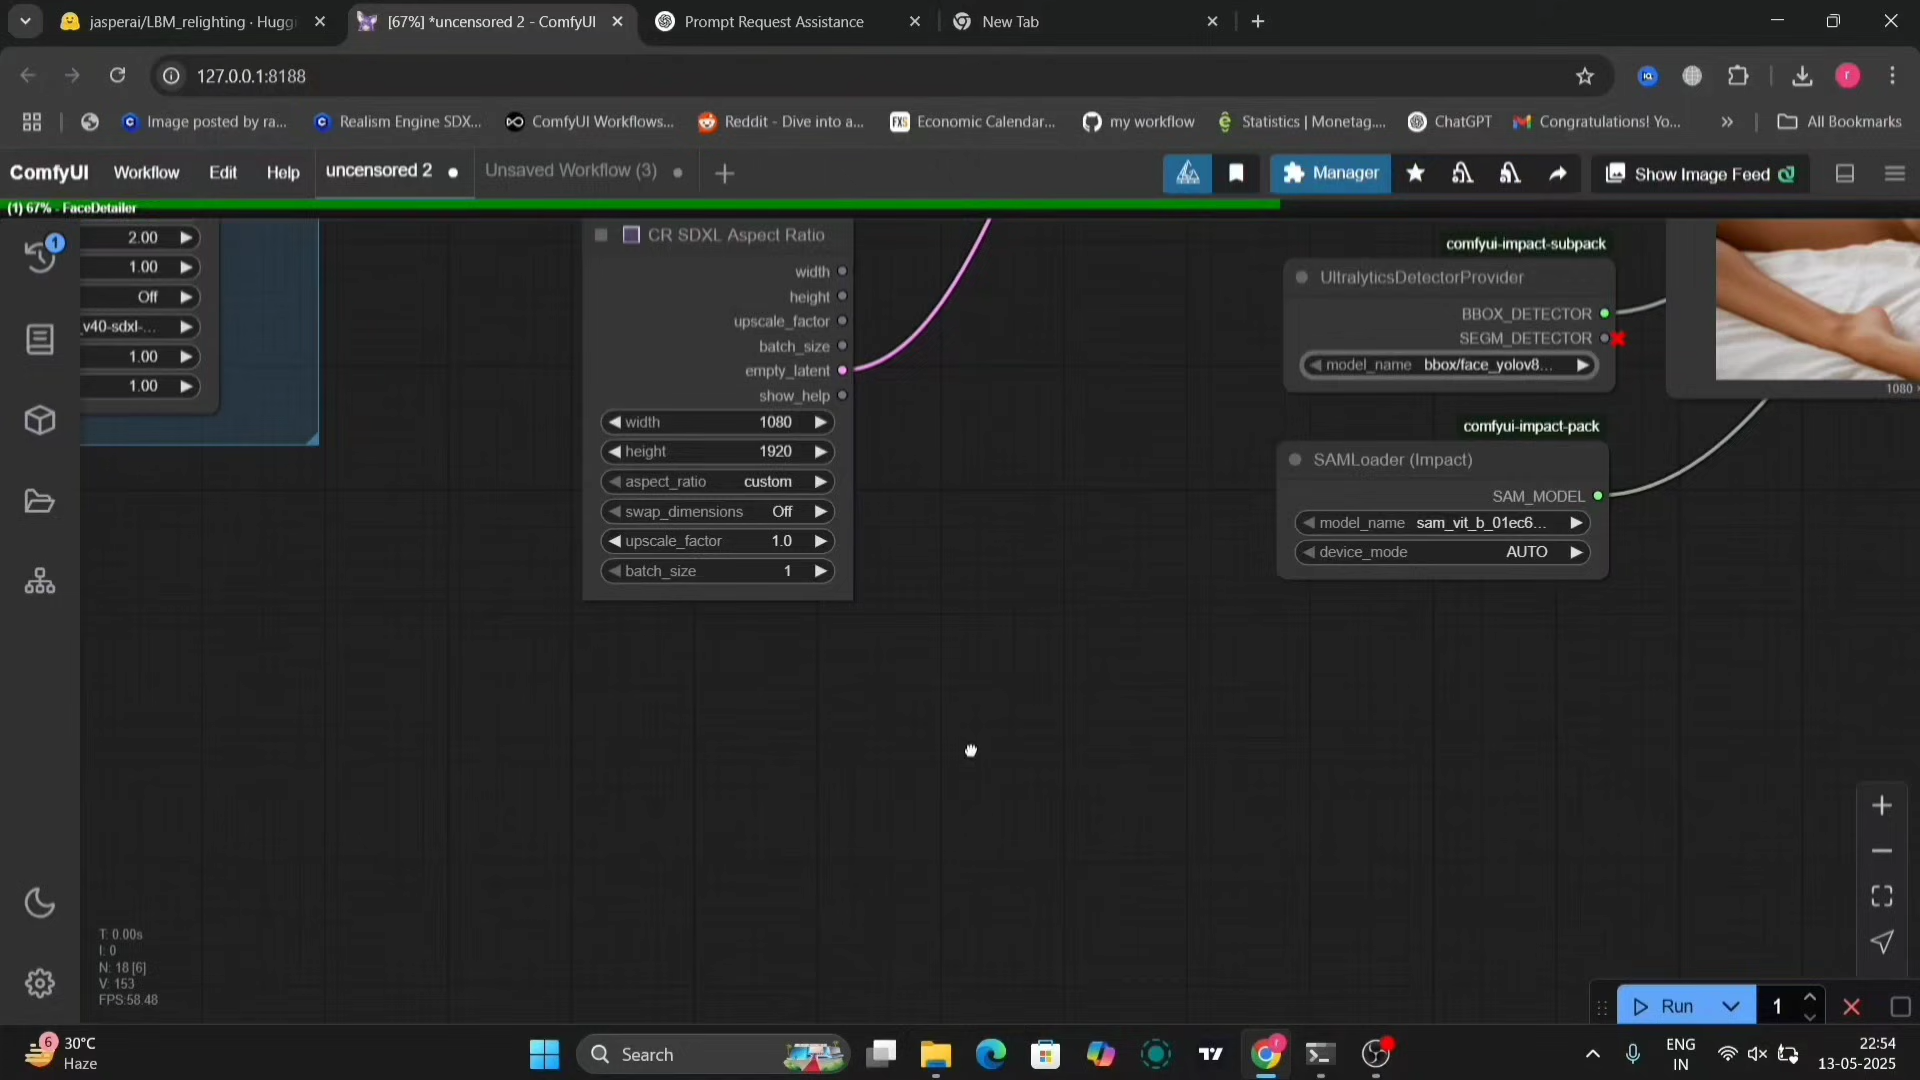 jasperai/LBM_relighting · Huggi
[67%] *uncensored 2 - ComfyUI
Prompt Request Assistance
New Tab
127.0.0.1:8188
r
Image posted by ra...
Realism Engine SDX...
ComfyUI Workflows...
Reddit - Dive into a...
FXS
Economic Calendar...
my workflow
Statistics | Monetag....
ChatGPT
Congratulations! Yo...
All Bookmarks
ComfyUI
Workflow
Edit
Help
uncensored 2
Unsaved Workflow (3)
Manager
Show Image Feed
(1) 67% - FaceDetailer
1
2.00
1.00
Off
_v40-sdxl-...
1.00
1.00
CR SDXL Aspect Ratio
width
height
upscale_factor
batch_size
empty_latent
show_help
width 1080
height 1920
aspect_ratio custom
swap_dimensions Off
upscale_factor 1.0
batch_size 1
comfyui-impact-subpack
UltralyticsDetectorProvider
BBOX_DETECTOR
SEGM_DETECTOR
model_name bbox/face_yolov8...
1080
comfyui-impact-pack
SAMLoader (Impact)
SAM_MODEL
model_name sam_vit_b_01ec6...
device_mode AUTO
T: 0.00s
I: 0
N: 18 [6]
V: 153
FPS:58.48
Run
1
6
30°C
Haze
Search
ENG
IN
22:54
13-05-2025